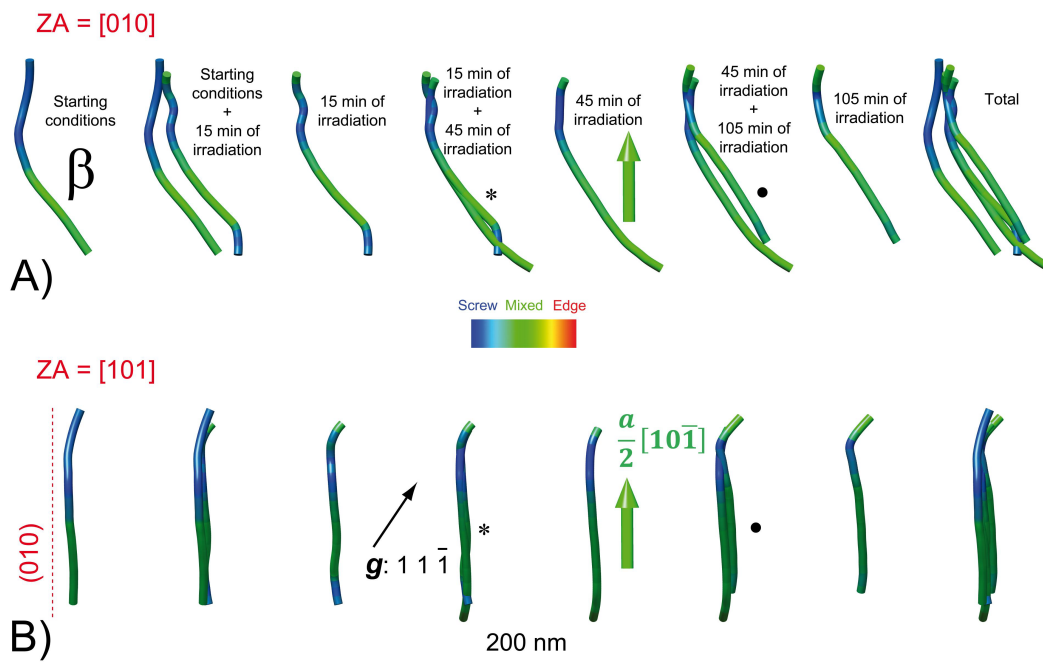 ZA = [010]
Starting
conditions
β
Starting
conditions
+
15 min of
irradiation
15 min of
irradiation
15 min of
irradiation
+
45 min of
irradiation
*
45 min of
irradiation
45 min of
irradiation
+
105 min of
irradiation
•
105 min of
irradiation
Total
A)
Screw Mixed Edge
ZA = [101]
(010)
g: 1 1 1̅
*
a/2 [101̅]
•
B)
200 nm